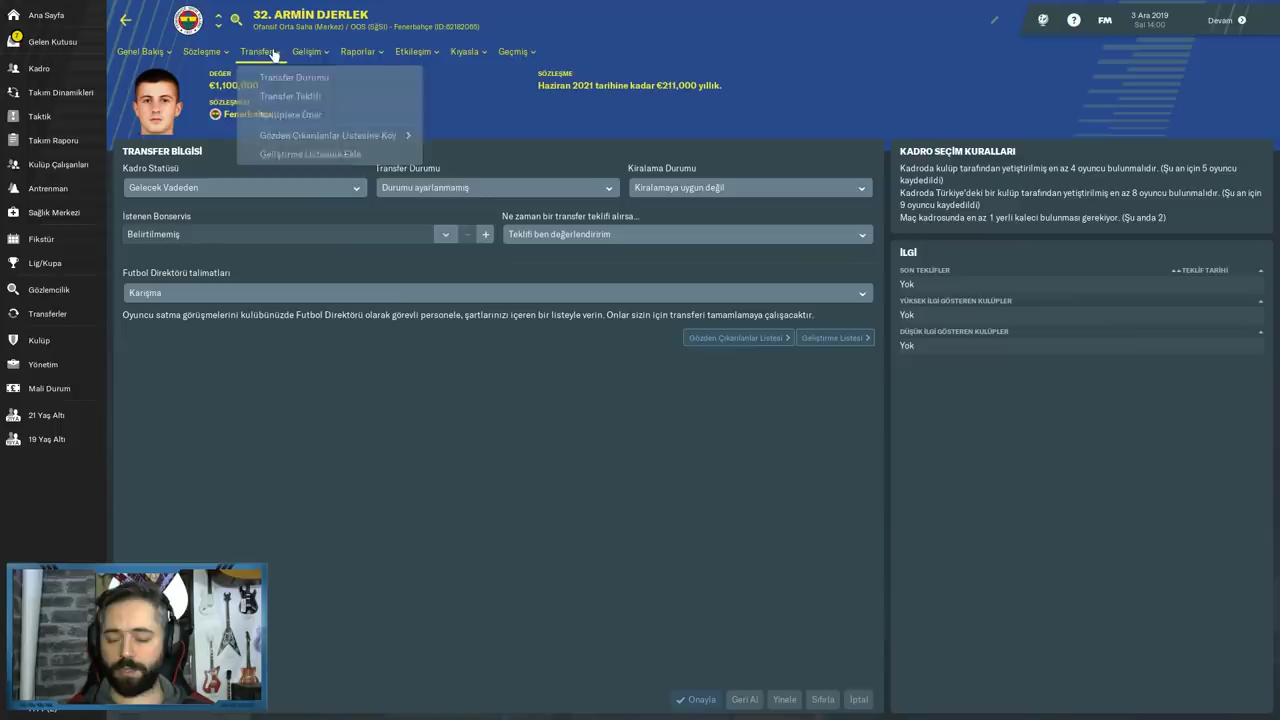 Ana Sayfa
7
Gelen Kutusu
Kadro
Takım Dinamikleri
Taktik
Takım Raporu
Kulüp Çalışanları
Antrenman
Sağlık Merkezi
Fikstür
Lig/Kupa
Gözlemcilik
Transferler
Kulüp
Yönetim
Mali Durum
21 Yaş Altı
19 Yaş Altı
32. ARMİN DJERLEK
Ofansif Orta Saha (Merkez) / OOS (SğSl) - Fenerbahçe (ID:62182065)
FM
3 Ara 2019
Sal 14:00
Devam
Genel Bakış
Sözleşme
Transfer
Gelişim
Raporlar
Etkileşim
Kıyasla
Geçmiş
DEĞER
€1,100,000
Transfer Durumu
Transfer Teklifi
Kulüplere Öner
Gözden Çıkarılanlar Listesine Koy
Geliştirme Listesine Ekle
SÖZLEŞME
Haziran 2021 tarihine kadar €211,000 yıllık.
TRANSFER BİLGİSİ
Kadro Statüsü
Transfer Durumu
Kiralama Durumu
Gelecek Vadeden
Durumu ayarlanmamış
Kiralamaya uygun değil
İstenen Bonservis
Ne zaman bir transfer teklifi alırsa...
Belirtilmemiş
Teklifi ben değerlendiririm
Futbol Direktörü talimatları
Karışma
Oyuncu satma görüşmelerini kulübünüzde Futbol Direktörü olarak görevli personele, şartlarınızı içeren bir listeyle verin. Onlar sizin için transferi tamamlamaya çalışacaktır.
Gözden Çıkarılanlar Listesi
Geliştirme Listesi
KADRO SEÇİM KURALLARI
Kadroda kulüp tarafından yetiştirilmiş en az 4 oyuncu bulunmalıdır. (Şu an için 5 oyuncu
kaydedildi)
Kadroda Türkiye'deki bir kulüp tarafından yetiştirilmiş en az 8 oyuncu bulunmalıdır. (Şu an için
9 oyuncu kaydedildi)
Maç kadrosunda en az 1 yerli kaleci bulunması gerekiyor. (Şu anda 2)
İLGİ
SON TEKLİFLER
TEKLİF TARİHİ
Yok
YÜKSEK İLGİ GÖSTEREN KULÜPLER
Yok
DÜŞÜK İLGİ GÖSTEREN KULÜPLER
Yok
Onayla
Geri Al
Yinele
Sıfırla
İptal